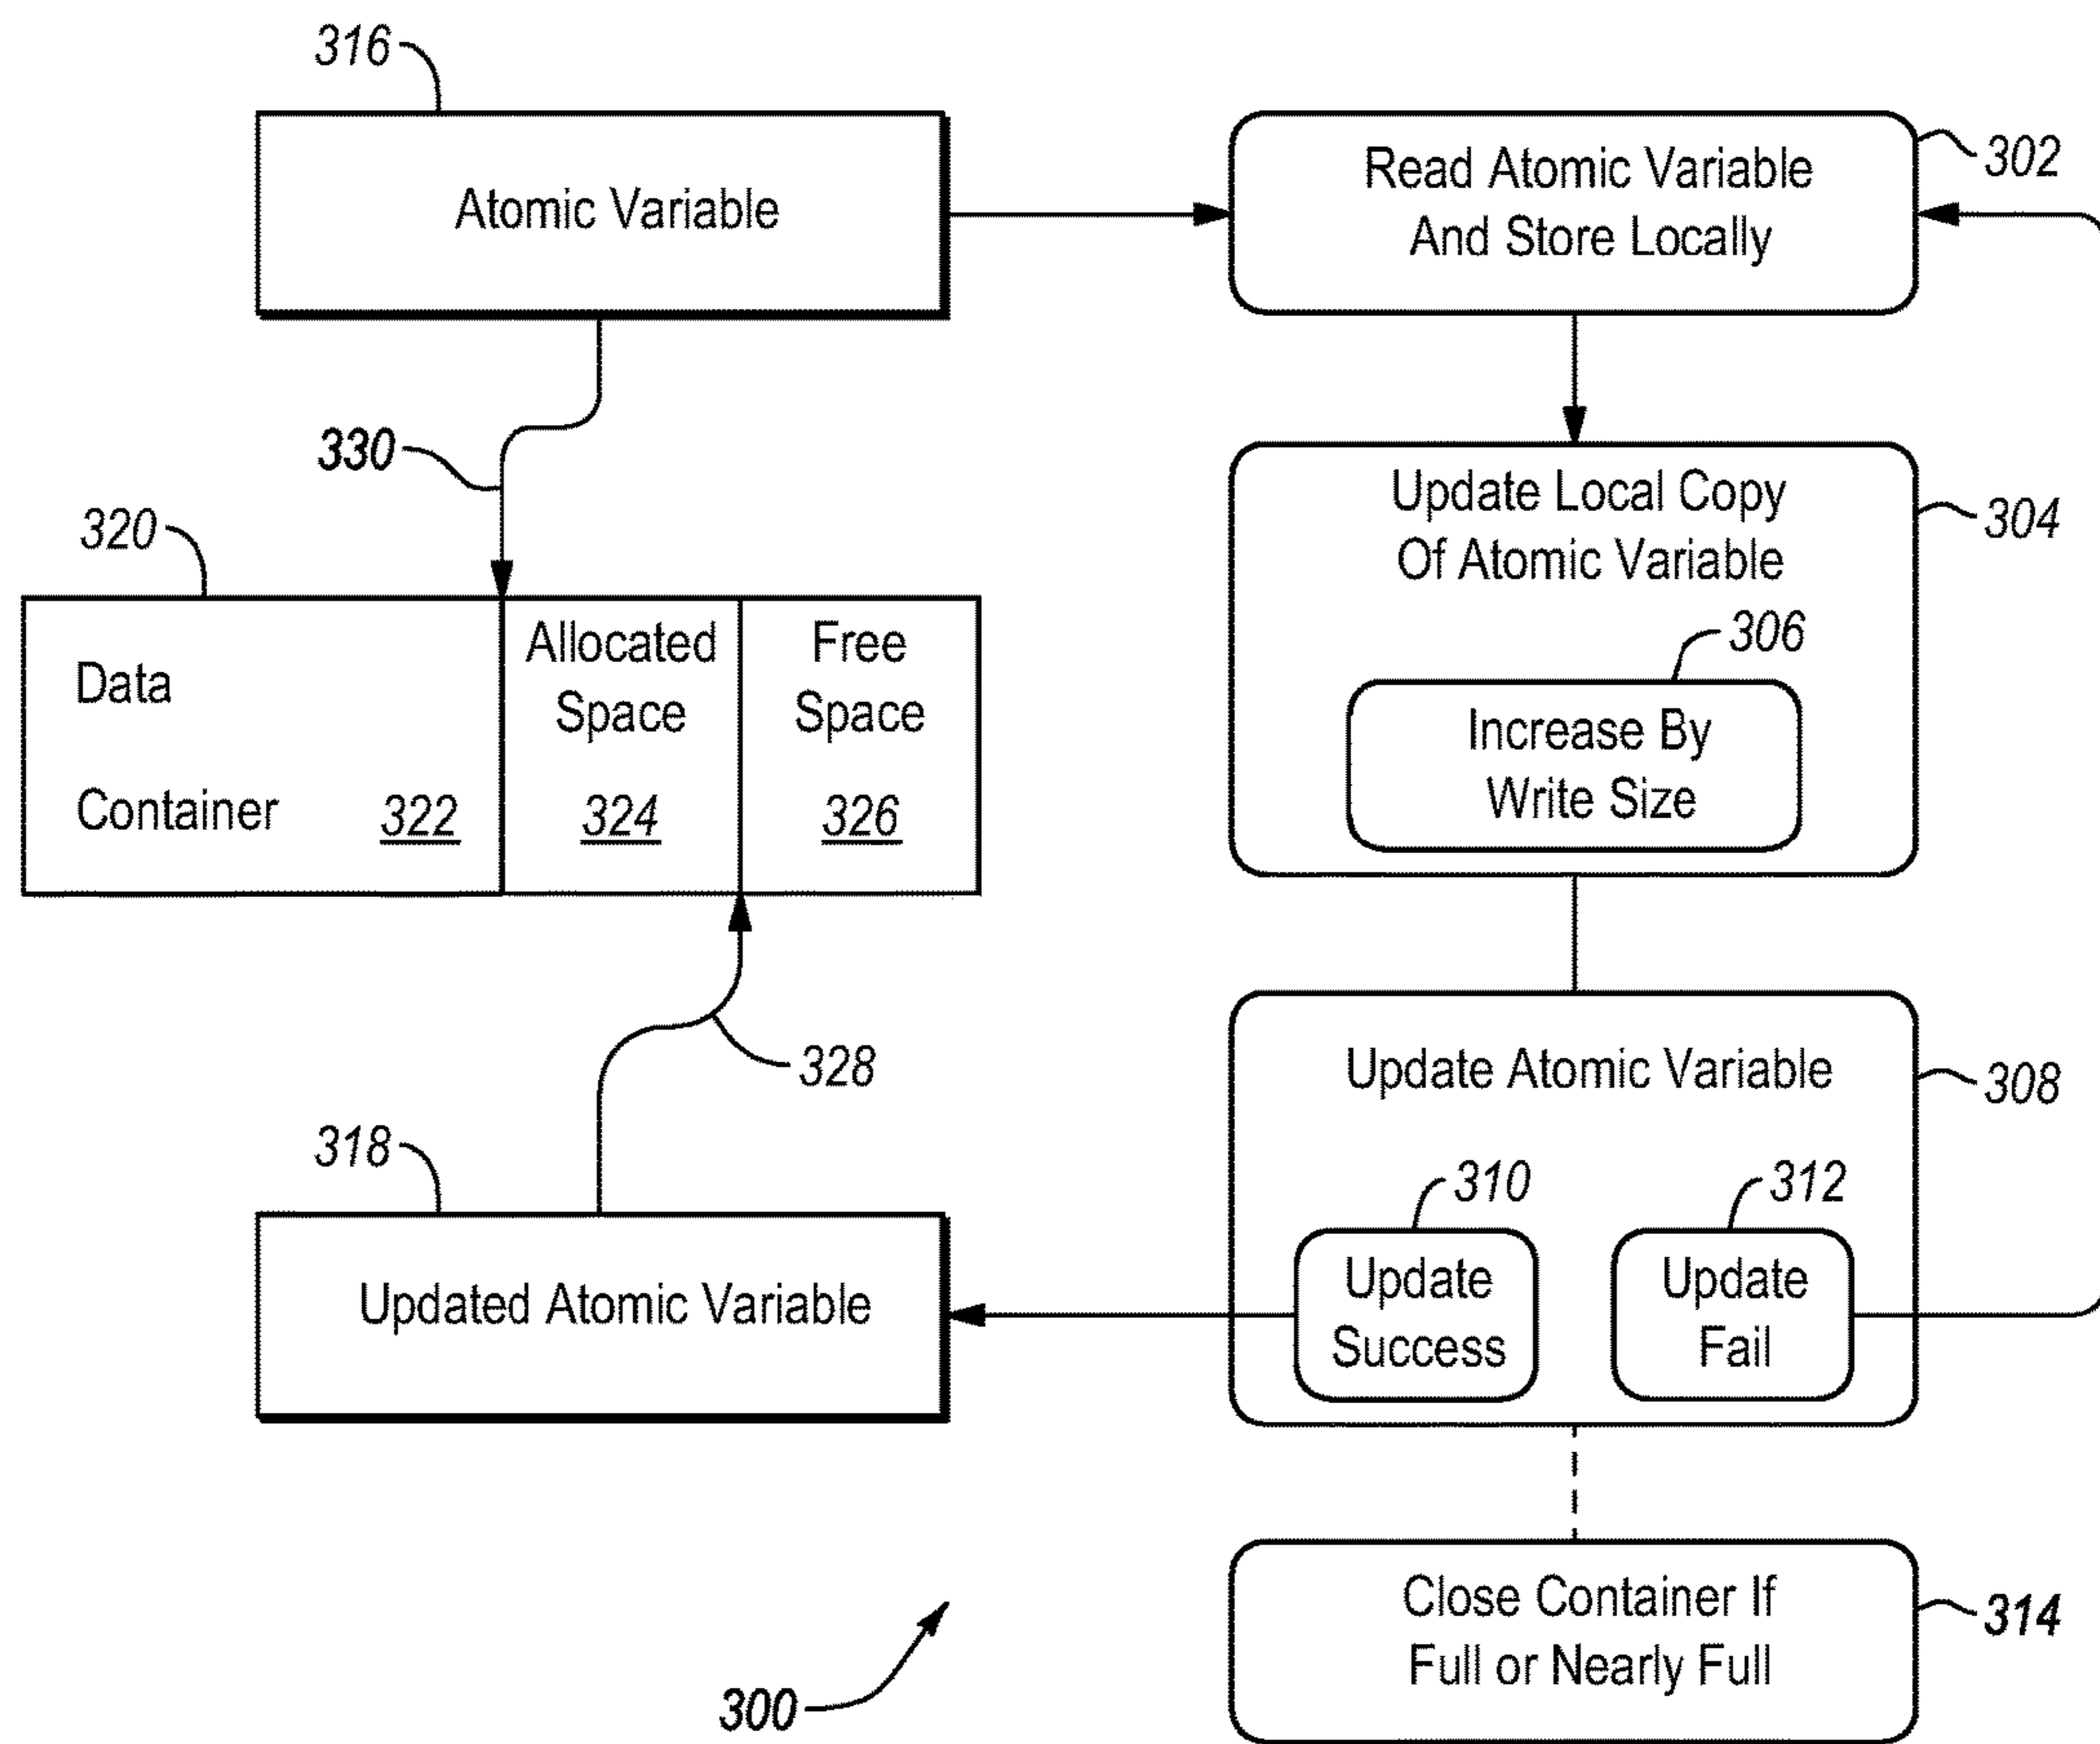 316
Atomic Variable
Read Atomic Variable
And Store Locally
302
330
320
Data
Container
322
Allocated
Space
324
Free
Space
326
Update Local Copy
Of Atomic Variable
304
306
Increase By
Write Size
328
318
Updated Atomic Variable
Update Atomic Variable
308
310
Update
Success
312
Update
Fail
Close Container If
Full or Nearly Full
314
300